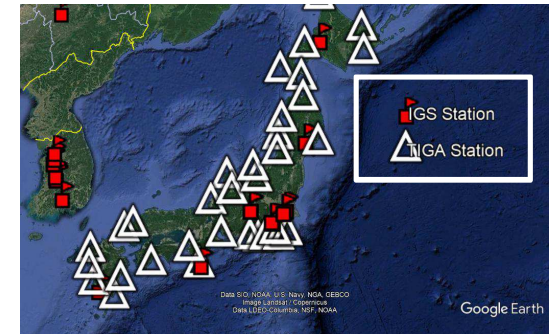 IGS Station
TIGA Station
Data SIO, NOAA, U.S. Navy, NGA, GEBCO
Image Landsat / Copernicus
Data LDEO-Columbia, NSF, NOAA
Google Earth